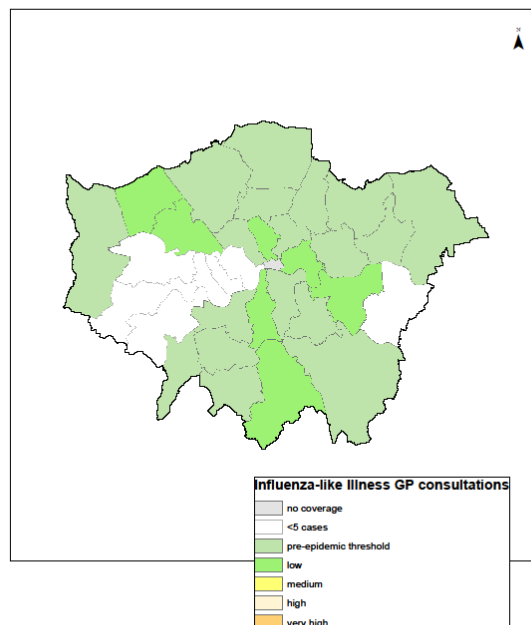 N
Influenza-like Illness GP consultations
no coverage
<5 cases
pre-epidemic threshold
low
medium
high
very high